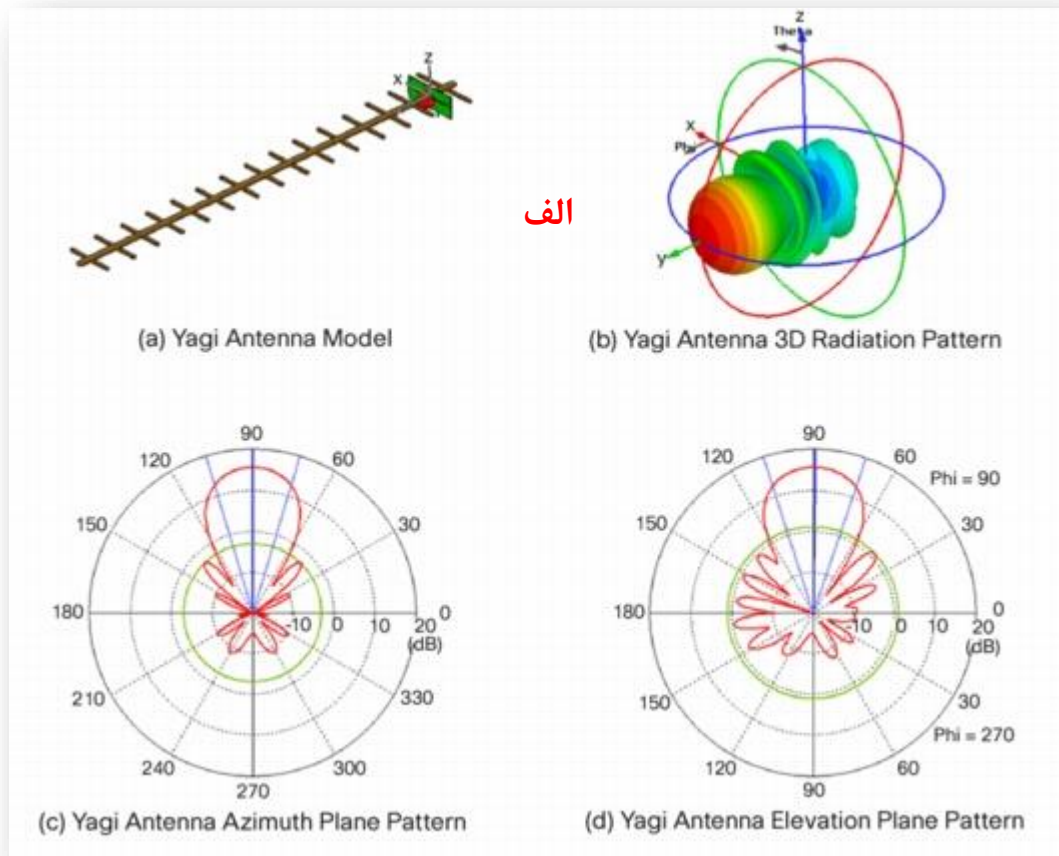 Z
X
Z
Theta
X
Phi
y
الف
(a) Yagi Antenna Model
(b) Yagi Antenna 3D Radiation Pattern
90
120
60
150
30
180
-10
0
10
20
0
(dB)
210
330
240
300
270
90
60
Phi = 90
30
180
-10
0
10
20
0
(dB)
150
30
Phi = 270
120
60
90
(c) Yagi Antenna Azimuth Plane Pattern
(d) Yagi Antenna Elevation Plane Pattern